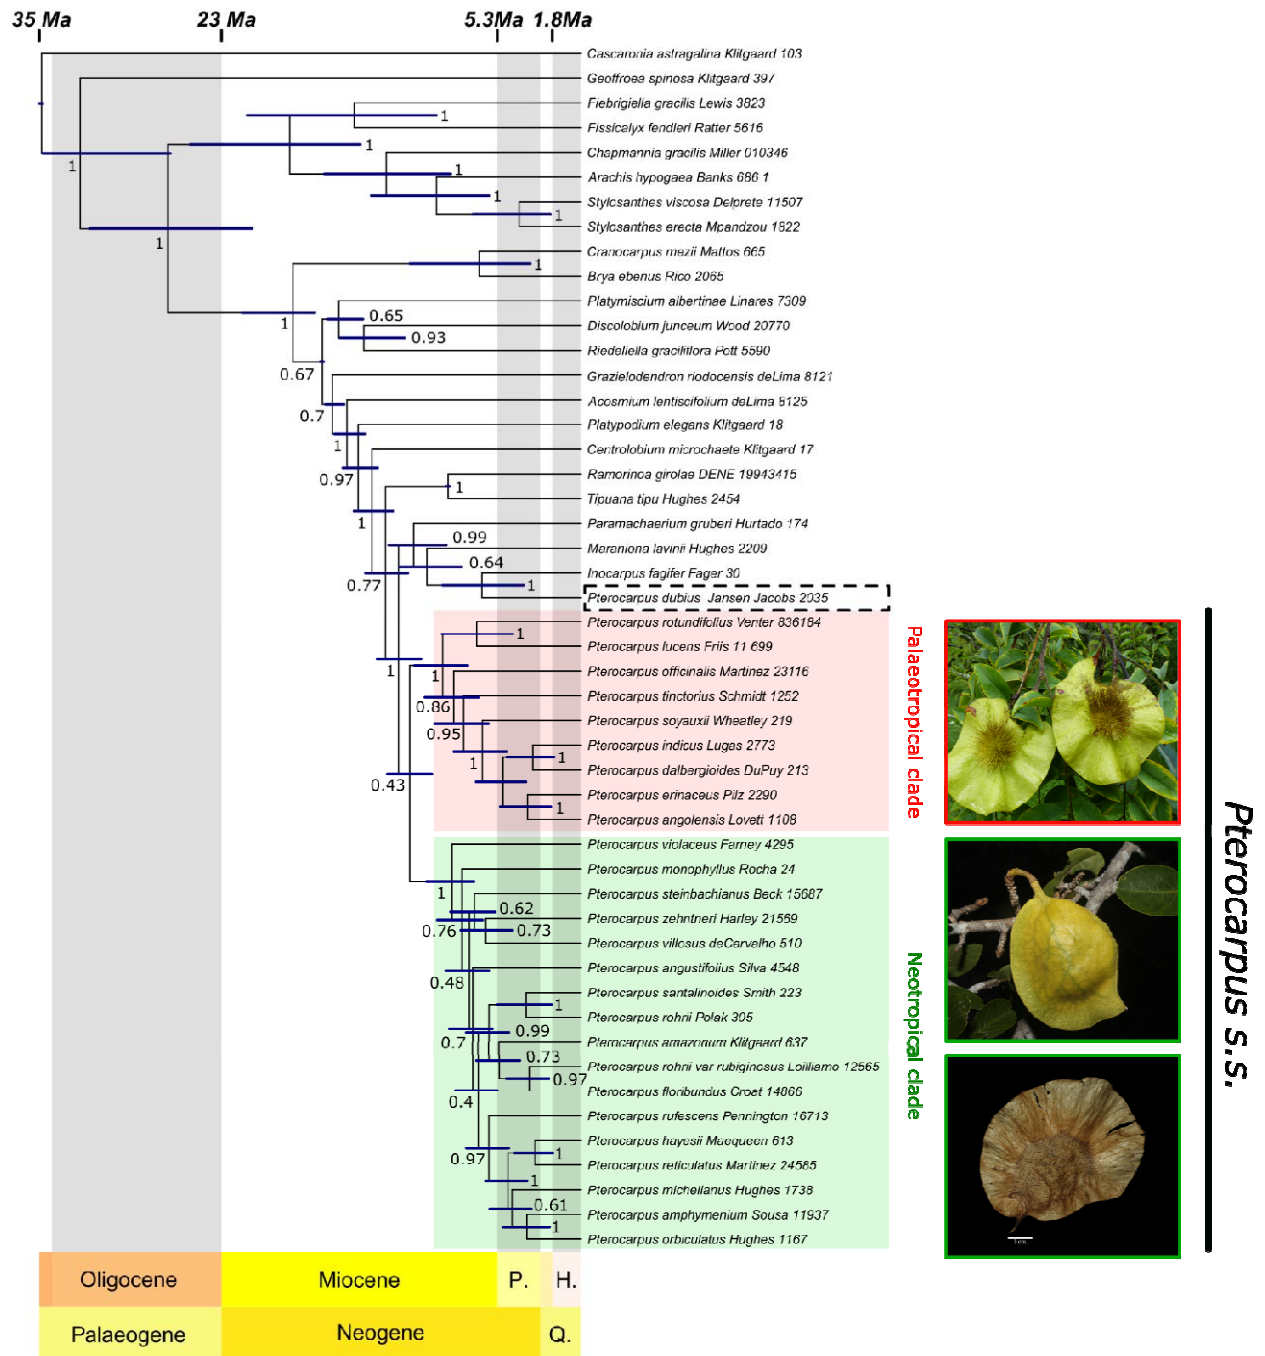 35 Ma 23 Ma 5.3Ma 1.8Ma
Cascaronia astragalina Klitgaard 103
Geoffroea spinosa Klitgaard 397
Fiebrigiella gracilis Lewis 3823
1
Fissicalyx fendleri Ratter 5616
1
1
Chapmannia gracilis Miller 010346
1
Arachis hypogaea Banks 686 1
1
Stylosanthes viscosa Delprete 11507
1
Stylosanthes erecta Mpandzou 1822
1
Cranocarpus mezii Mattos 665
1
Brya ebenus Rico 2065
Platymiscium albertinae Linares 7309
0.65
1
Discolobium junceum Wood 20770
0.93
Riedeliella graciliflora Pott 5590
0.67
Grazielodendron riodocensis deLima 8121
Acosmium lentiscifolium deLima 8125
0.7
Platypodium elegans Klitgaard 18
1
Centrolobium microchaete Klitgaard 17
0.97
Ramorinoa girolae DENE 19943415
1
Tipuana tipu Hughes 2454
1
Paramachaerium gruberi Hurtado 174
0.99
Maraniona lavinii Hughes 2209
0.64
Inocarpus fagifer Fager 30
0.77
1
Pterocarpus dubius Jansen Jacobs 2035
Pterocarpus rotundifolius Venter 836184
1
Pterocarpus lucens Friis 11 699
1
1
Pterocarpus officinalis Martinez 23116
Pterocarpus tinctorius Schmidt 1252
0.86
Pterocarpus soyauxii Wheatley 219
0.95
Pterocarpus indicus Lugas 2773
1
1
Pterocarpus dalbergioides DuPuy 213
0.43
Pterocarpus erinaceus Pilz 2290
1
Pterocarpus angolensis Lovett 1108
Palaeotropical clade
Pterocarpus violaceus Farney 4295
Pterocarpus monophyllus Rocha 24
1
Pterocarpus steinbachianus Beck 15687
0.62
Pterocarpus zehntneri Harley 21569
0.76
0.73
Pterocarpus villosus deCarvalho 510
Pterocarpus angustifolius Silva 4548
0.48
Pterocarpus santalinoides Smith 223
1
Pterocarpus rohrii Polak 305
0.99
0.7
Pterocarpus amazonum Klitgaard 637
0.73
Pterocarpus rohrii var rubiginosus Loliliamo 12565
0.97
Pterocarpus floribundus Croat 14866
0.4
Pterocarpus rufescens Pennington 16713
Pterocarpus hayesii Macqueen 613
1
0.97
Pterocarpus reticulatus Martinez 24585
1
Pterocarpus michelianus Hughes 1738
0.61
Pterocarpus amphymenium Sousa 11937
1
Pterocarpus orbiculatus Hughes 1167
Neotropical clade
Pterocarpus s.s.
Oligocene Miocene P. H.
Palaeogene Neogene Q.